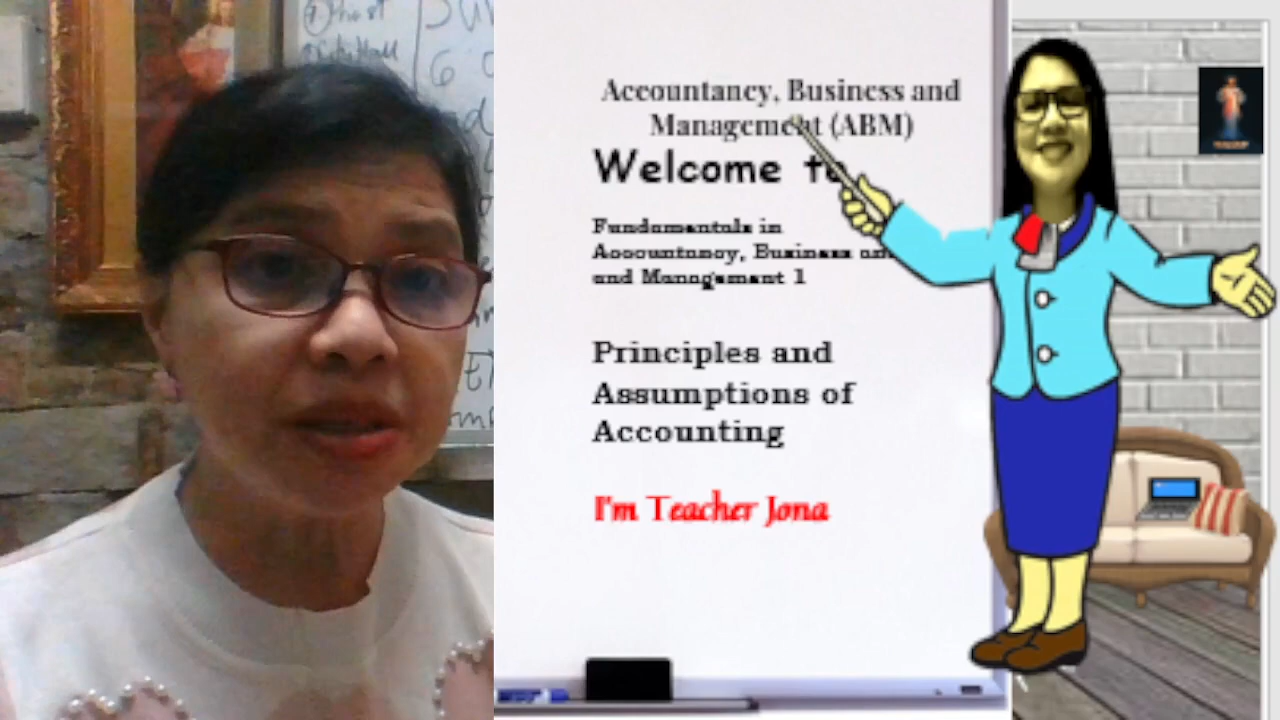 Accountancy, Business and
Management (ABM)
Welcome to
Fundamentals in
Accountancy, Business an
and Management 1
Principles and
Assumptions of
Accounting
I'm Teacher Jona